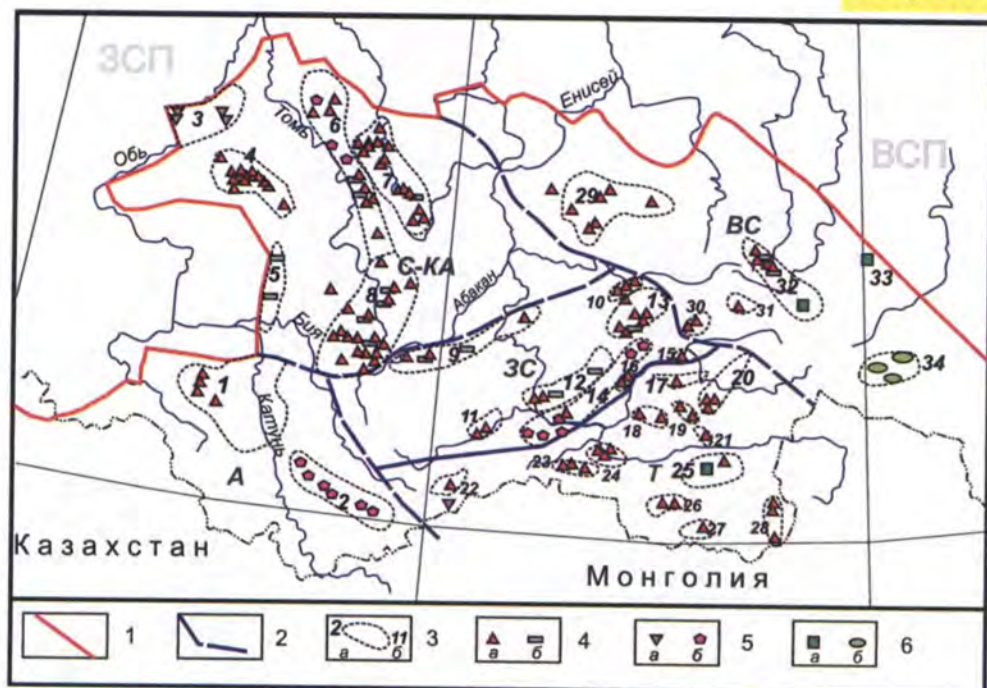 ЗСП
Енисей
Томь
6
3
Обь
ВСП
4
7
29
ВС
33
32
С-КА
5
8
Абакан
10
13
30
31
Бия
9
34
ЗС
16
15
12
14
17
20
1
11
18
19
21
Катунь
23
24
Т
25
А
2
22
26
27
28
Казахстан
Монголия
1
2
2 11 3
а б
4
а б
5
а б
6
а б